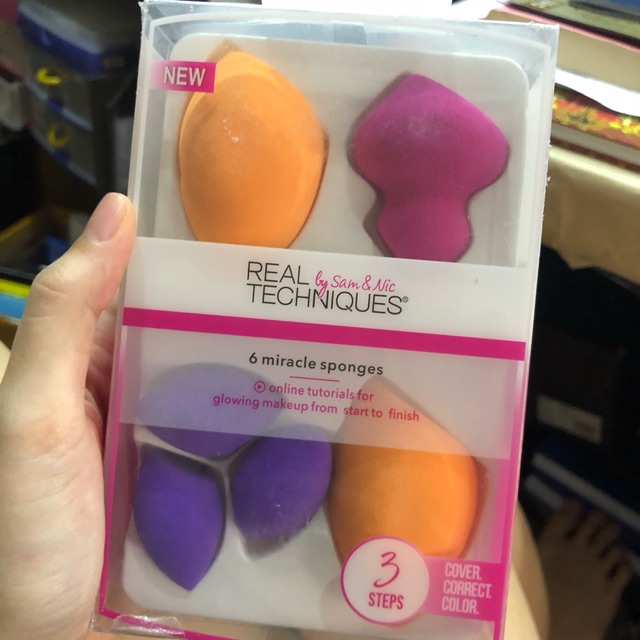 NEW
REAL by Sam & Nic
TECHNIQUES®
6 miracle sponges
online tutorials for
glowing makeup from start to finish
3
STEPS
COVER.
CORRECT.
COLOR.